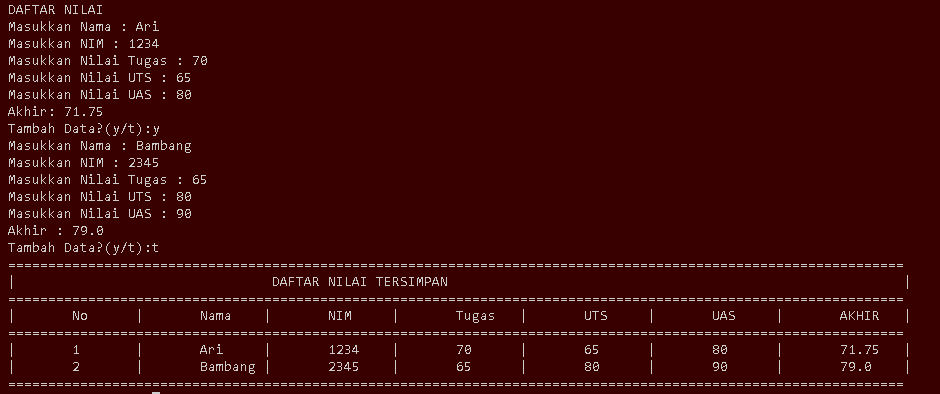 DAFTAR NILAI
Masukkan Nama : Ari
Masukkan NIM : 1234
Masukkan Nilai Tugas : 70
Masukkan Nilai UTS : 65
Masukkan Nilai UAS : 80
Akhir: 71.75
Tambah Data?(y/t):y
Masukkan Nama : Bambang
Masukkan NIM : 2345
Masukkan Nilai Tugas : 65
Masukkan Nilai UTS : 80
Masukkan Nilai UAS : 90
Akhir : 79.0
Tambah Data?(y/t):t
================================================================================================================
| DAFTAR NILAI TERSIMPAN |
================================================================================================================
| No | Nama | NIM | Tugas | UTS | UAS | AKHIR |
================================================================================================================
| 1 | Ari | 1234 | 70 | 65 | 80 | 71.75 |
| 2 | Bambang | 2345 | 65 | 80 | 90 | 79.0 |
================================================================================================================